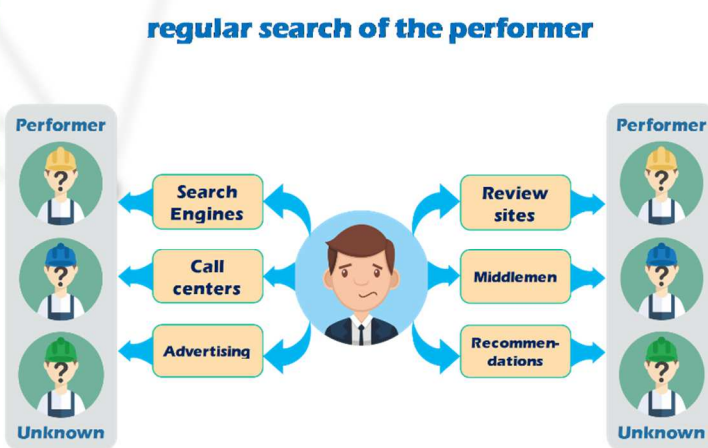 regular search of the performer
Performer
?
?
?
Unknown
Search
Engines
Call
centers
Advertising
Review
sites
Middlemen
Recommen-
dations
Performer
?
?
?
Unknown